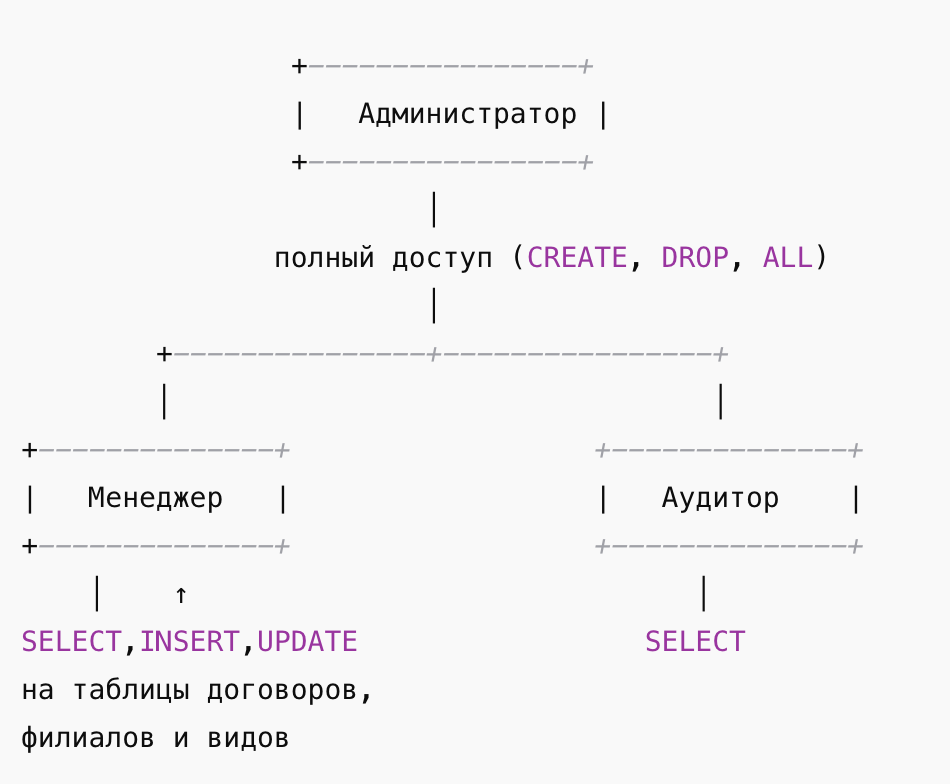 Администратор
полный доступ (CREATE, DROP, ALL)
Менеджер Аудитор
↑
SELECT,INSERT,UPDATE SELECT
на таблицы договоров,
филиалов и видов